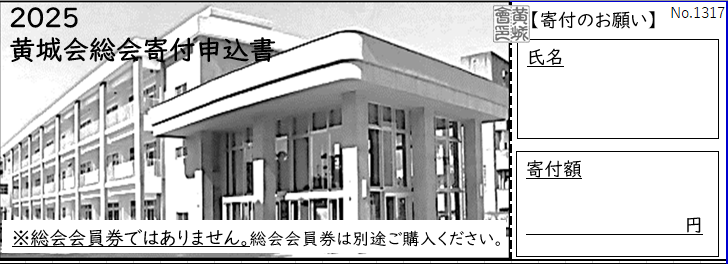 2025
黄城会総会寄付申込書
※総会会員券ではありません。総会会員券は別途ご購入ください。
黄城會印
【寄付のお願い】
No.1317
氏名
寄付額
円